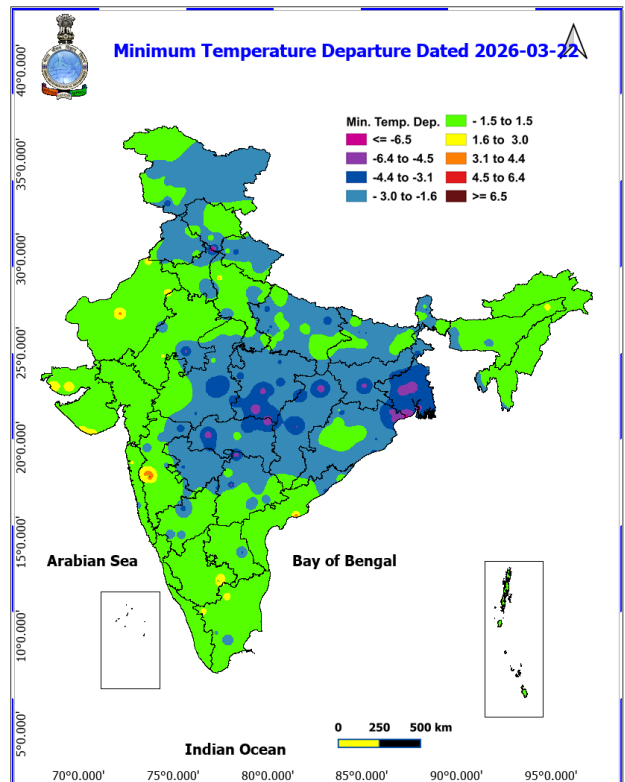 Minimum Temperature Departure Dated 2026-03-22
Min. Temp. Dep.
<= -6.5
-6.4 to -4.5
-4.4 to -3.1
- 3.0 to -1.6
- 1.5 to 1.5
1.6 to 3.0
3.1 to 4.4
4.5 to 6.4
>= 6.5
40°0.000'
35°0.000'
30°0.000'
25°0.000'
20°0.000'
15°0.000'
10°0.000'
5°0.000'
Arabian Sea
Bay of Bengal
Indian Ocean
0 250 500 km
70°0.000' 75°0.000' 80°0.000' 85°0.000' 90°0.000' 95°0.000'